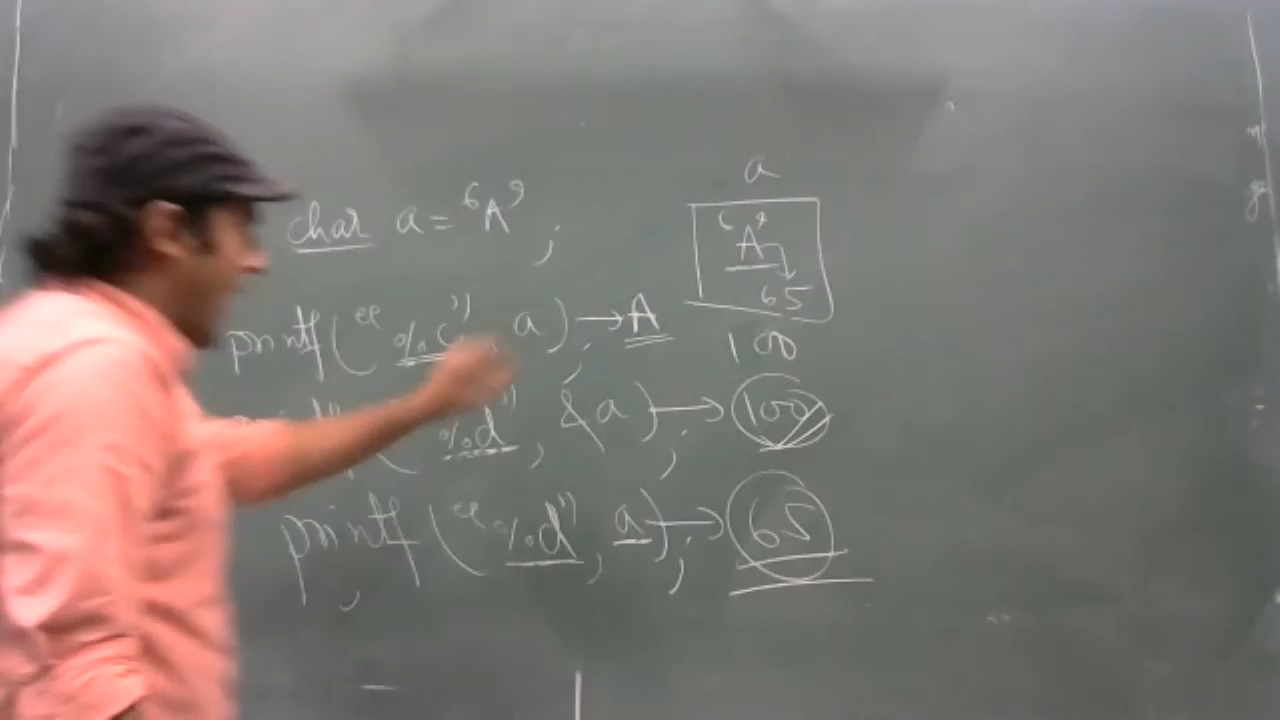 a
char a = 'A';
'A'
65
printf("%c", a); → A
100
"%d", &a); → 100
printf("%d", a); → 65